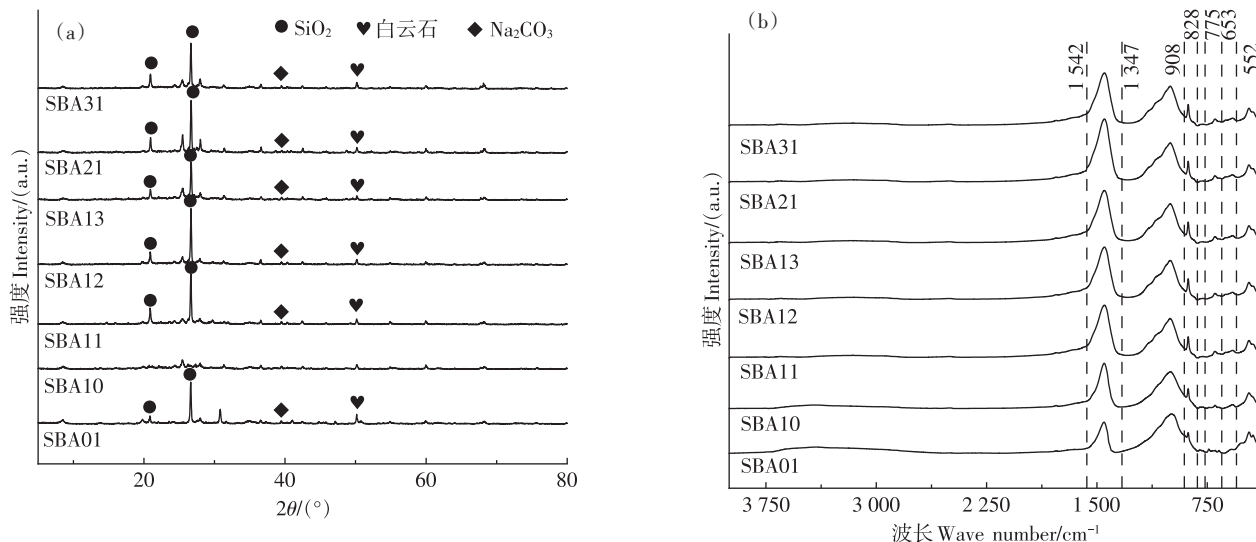 (a)
● SiO₂ ♥ 白云石 ◆ Na₂CO₃
SBA31
SBA21
SBA13
SBA12
SBA11
SBA10
SBA01
强度 Intensity/(a.u.)
20 40 60 80
2θ/(°)
(b)
1 542
1 347
908
828
775
653
552
SBA31
SBA21
SBA13
SBA12
SBA11
SBA10
SBA01
强度 Intensity/(a.u.)
3 750 3 000 2 250 1 500 750
波长 Wave number/cm⁻¹